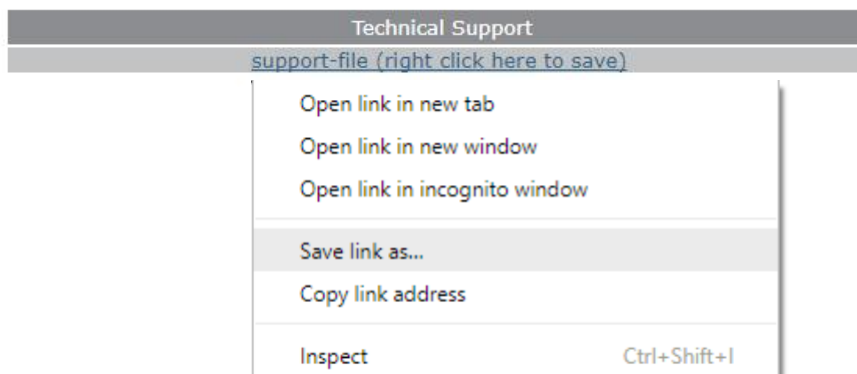 Technical Support
support-file (right click here to save)
Open link in new tab
Open link in new window
Open link in incognito window
Save link as...
Copy link address
Inspect Ctrl+Shift+I